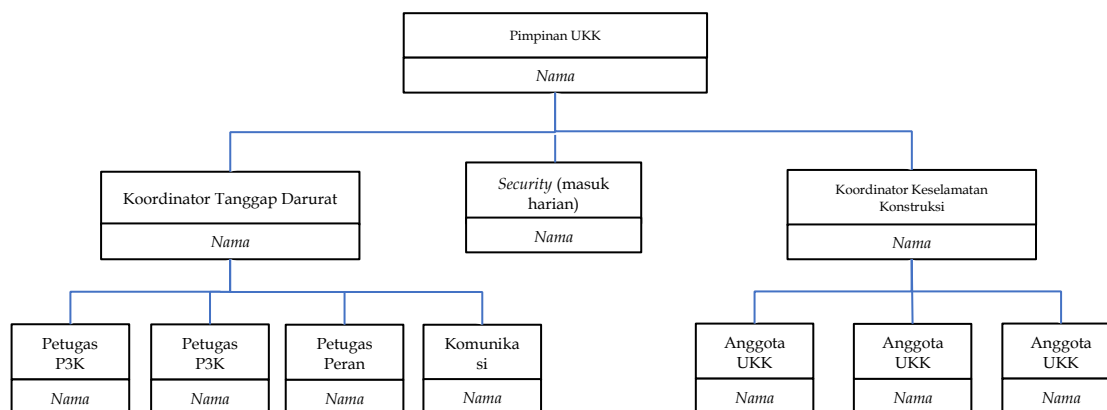 Pimpinan UKK
Nama
Koordinator Tanggap Darurat
Nama
Security (masuk
harian)
Nama
Koordinator Keselamatan
Konstruksi
Nama
Petugas
P3K
Nama
Petugas
P3K
Nama
Petugas
Peran
Nama
Komunika
si
Nama
Anggota
UKK
Nama
Anggota
UKK
Nama
Anggota
UKK
Nama